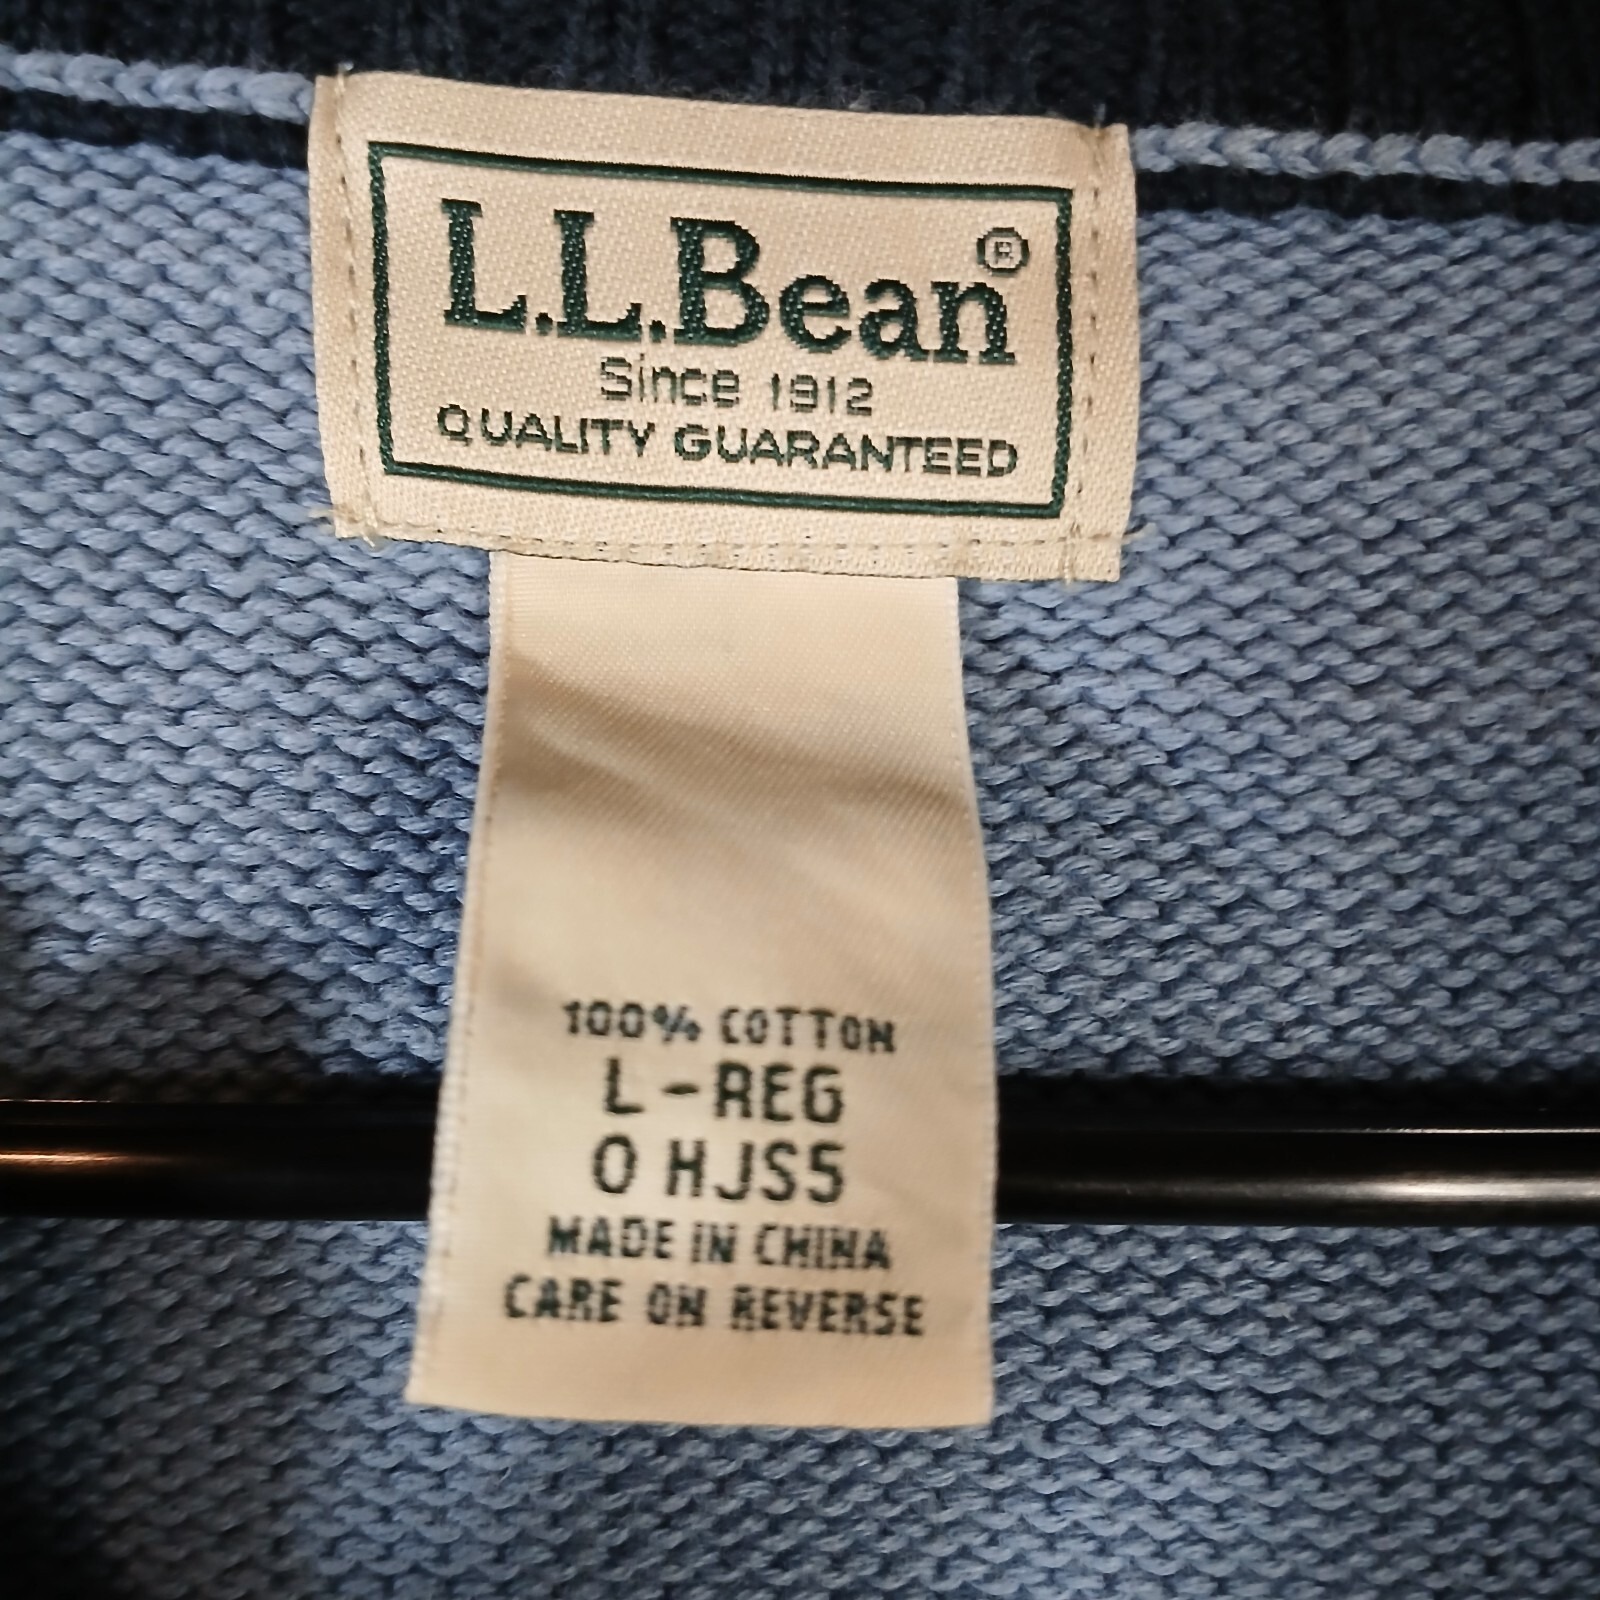 L.L.Bean®
Since 1912
QUALITY GUARANTEED
100% COTTON
L-REG
0 HJS5
MADE IN CHINA
CARE ON REVERSE